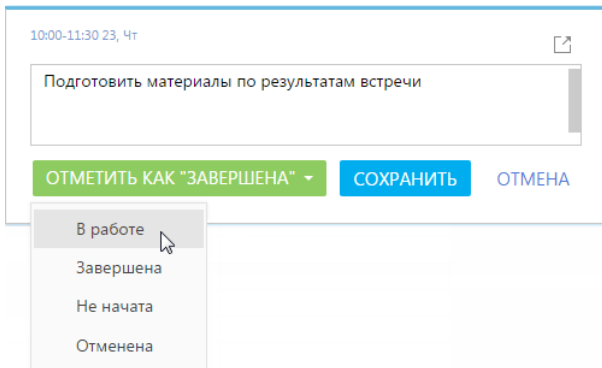 10:00-11:30 23, Чт
Подготовить материалы по результатам встречи
ОТМЕТИТЬ КАК "ЗАВЕРШЕНА" СОХРАНИТЬ ОТМЕНА
В работе
Завершена
Не начата
Отменена